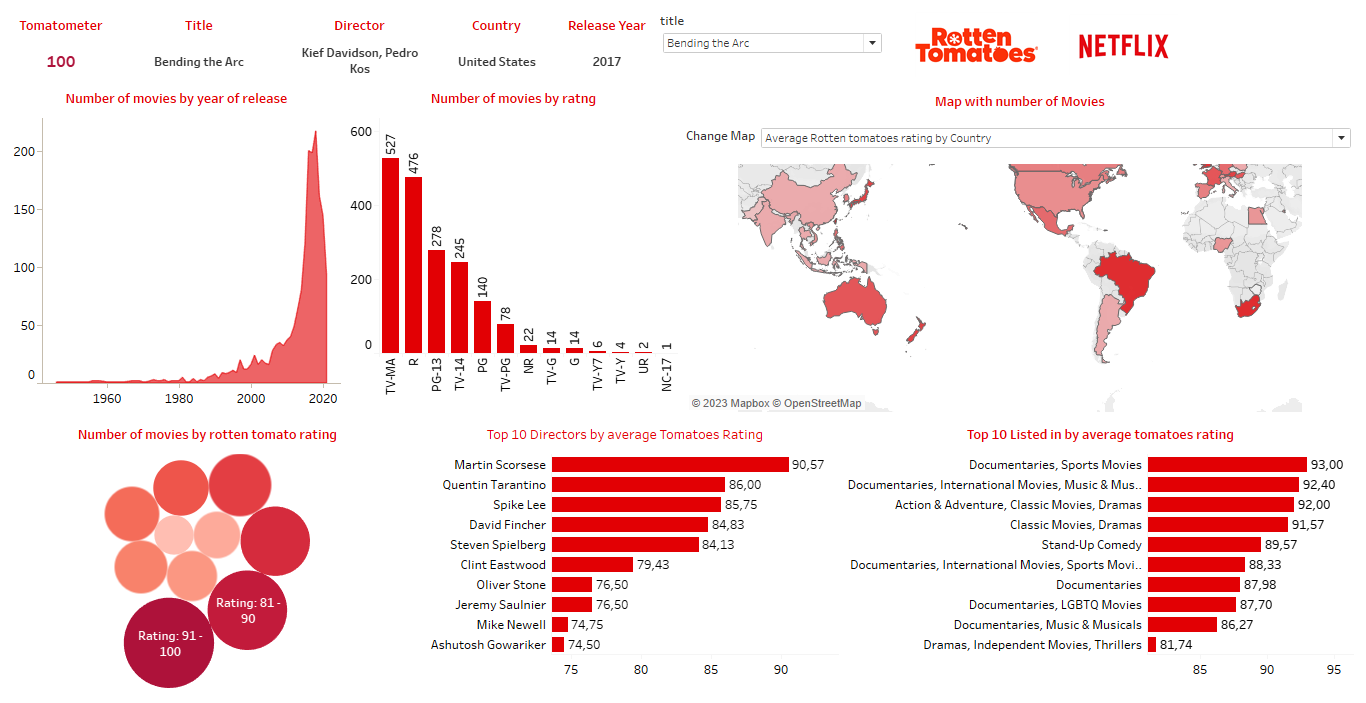 Tomatometer
Title
Director
Country
Release Year
title
100
Bending the Arc
Kief Davidson, Pedro
Kos
United States
2017
Bending the Arc
Rotten
Tomatoes
NETFLIX
Number of movies by year of release
Number of movies by ratng
Map with number of Movies
Change Map
Average Rotten tomatoes rating by Country
200
150
100
50
0
1960
1980
2000
2020
600
400
200
0
527
476
278
245
140
78
22
14
14
6
4
2
1
TV-MA
R
PG-13
TV-14
PG
TV-PG
NR
TV-G
G
TV-Y7
TV-Y
UR
NC-17
© 2023 Mapbox © OpenStreetMap
Number of movies by rotten tomato rating
Rating: 81 -
90
Rating: 91 -
100
Top 10 Directors by average Tomatoes Rating
Martin Scorsese 90,57
Quentin Tarantino 86,00
Spike Lee 85,75
David Fincher 84,83
Steven Spielberg 84,13
Clint Eastwood 79,43
Oliver Stone 76,50
Jeremy Saulnier 76,50
Mike Newell 74,75
Ashutosh Gowariker 74,50
75
80
85
90
Top 10 Listed in by average tomatoes rating
Documentaries, Sports Movies 93,00
Documentaries, International Movies, Music & Mus.. 92,40
Action & Adventure, Classic Movies, Dramas 92,00
Classic Movies, Dramas 91,57
Stand-Up Comedy 89,57
Documentaries, International Movies, Sports Movi.. 88,33
Documentaries 87,98
Documentaries, LGBTQ Movies 87,70
Documentaries, Music & Musicals 86,27
Dramas, Independent Movies, Thrillers 81,74
85
90
95